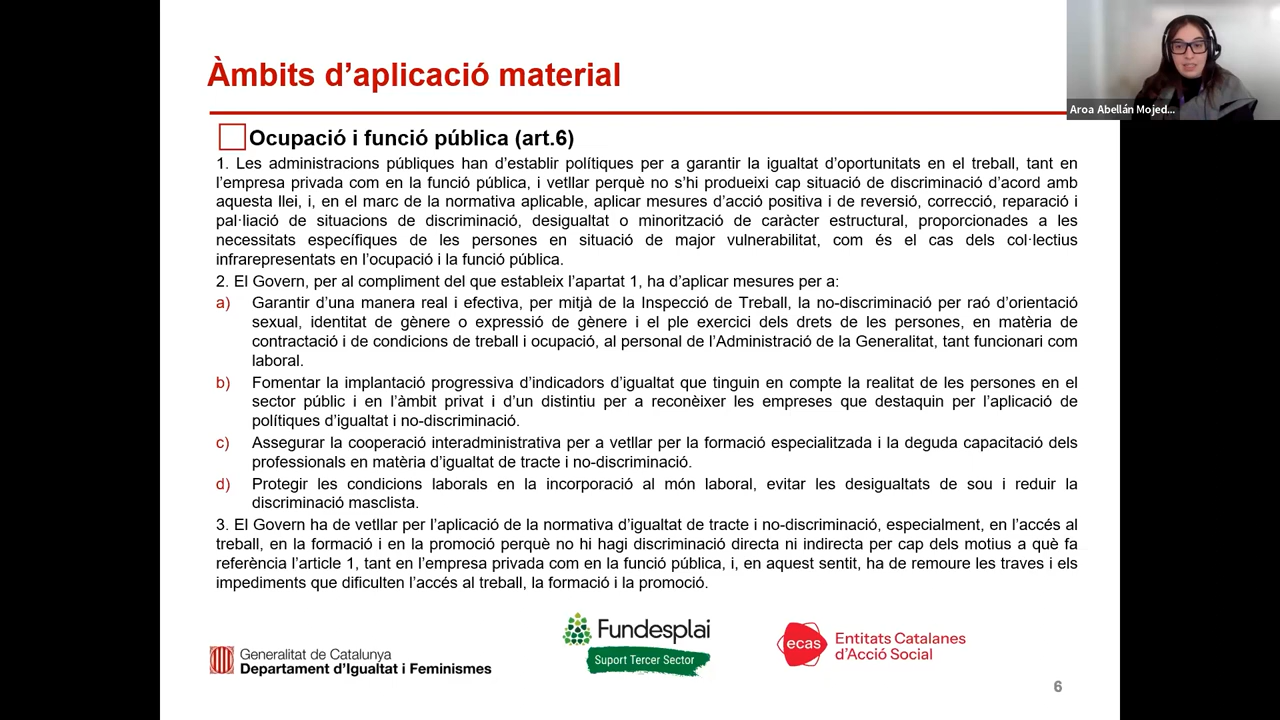 Àmbits d’aplicació material
Aroa Abellán Mojed...
Ocupació i funció pública (art.6)
1. Les administracions públiques han d’establir polítiques per a garantir la igualtat d’oportunitats en el treball, tant en
l’empresa privada com en la funció pública, i vetllar perquè no s’hi produeixi cap situació de discriminació d’acord amb
aquesta llei, i, en el marc de la normativa aplicable, aplicar mesures d’acció positiva i de reversió, correcció, reparació i
pal·liació de situacions de discriminació, desigualtat o minorització de caràcter estructural, proporcionades a les
necessitats específiques de les persones en situació de major vulnerabilitat, com és el cas dels col·lectius
infrarepresentats en l’ocupació i la funció pública.
2. El Govern, per al compliment del que estableix l’apartat 1, ha d’aplicar mesures per a:
a) Garantir d’una manera real i efectiva, per mitjà de la Inspecció de Treball, la no-discriminació per raó d’orientació
sexual, identitat de gènere o expressió de gènere i el ple exercici dels drets de les persones, en matèria de
contractació i de condicions de treball i ocupació, al personal de l’Administració de la Generalitat, tant funcionari com
laboral.
b) Fomentar la implantació progressiva d’indicadors d’igualtat que tinguin en compte la realitat de les persones en el
sector públic i en l’àmbit privat i d’un distintiu per a reconèixer les empreses que destaquin per l’aplicació de
polítiques d’igualtat i no-discriminació.
c) Assegurar la cooperació interadministrativa per a vetllar per la formació especialitzada i la deguda capacitació dels
professionals en matèria d’igualtat de tracte i no-discriminació.
d) Protegir les condicions laborals en la incorporació al món laboral, evitar les desigualtats de sou i reduir la
discriminació masclista.
3. El Govern ha de vetllar per l’aplicació de la normativa d’igualtat de tracte i no-discriminació, especialment, en l’accés al
treball, en la formació i en la promoció perquè no hi hagi discriminació directa ni indirecta per cap dels motius a què fa
referència l’article 1, tant en l’empresa privada com en la funció pública, i, en aquest sentit, ha de remoure les traves i els
impediments que dificulten l’accés al treball, la formació i la promoció.
Generalitat de Catalunya
Departament d’Igualtat i Feminismes
Fundesplai
Suport Tercer Sector
ecas
Entitats Catalanes
d’Acció Social
6